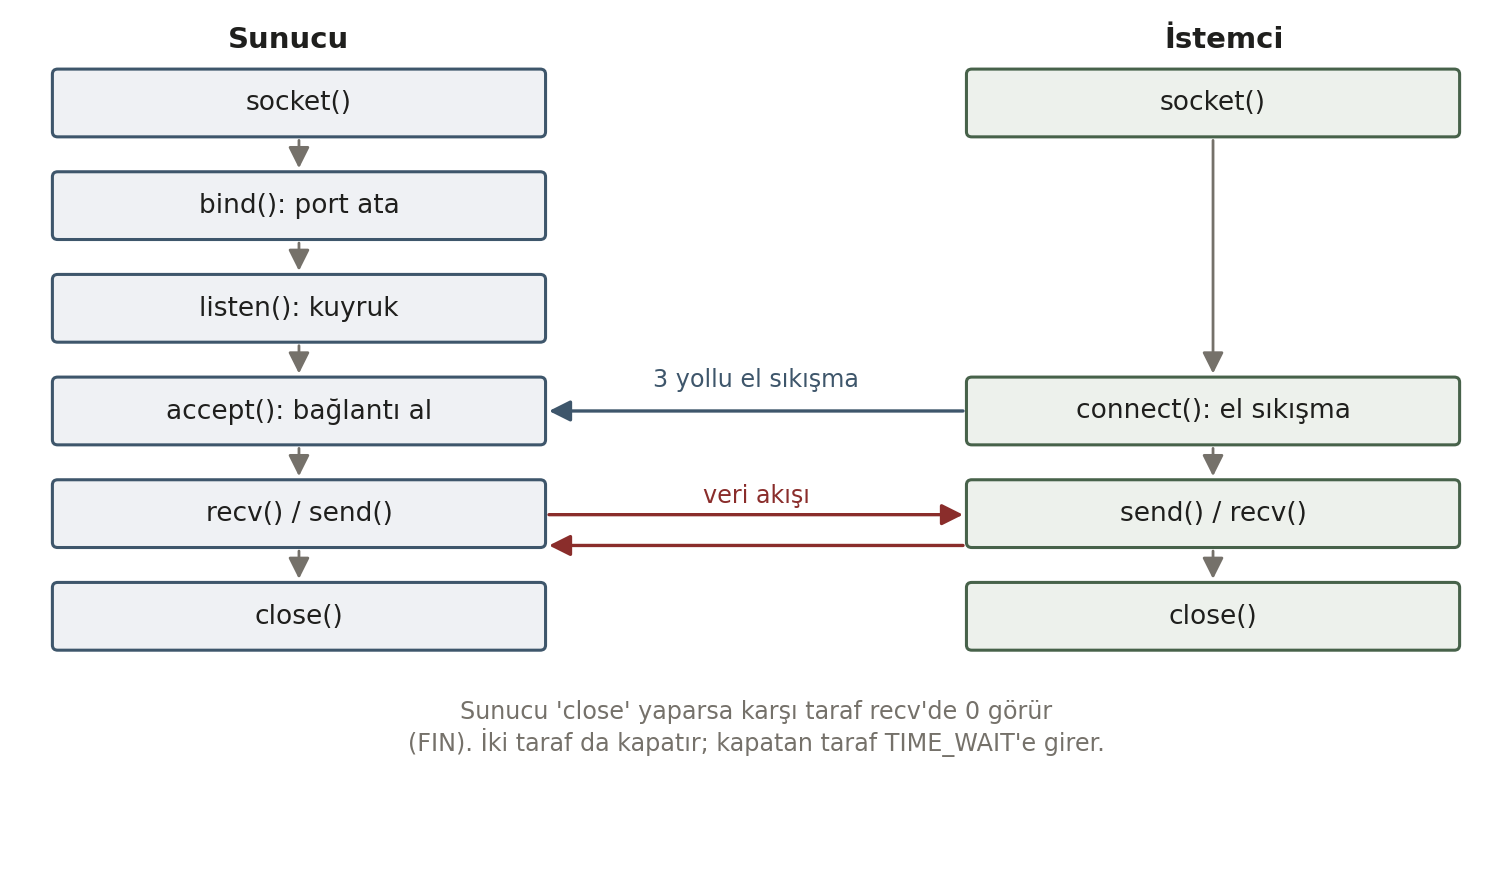 Sunucu
socket()
bind(): port ata
listen(): kuyruk
accept(): bağlantı al
recv() / send()
close()
3 yollu el sıkışma
veri akışı
İstemci
socket()
connect(): el sıkışma
send() / recv()
close()
Sunucu 'close' yaparsa karşı taraf recv'de 0 görür
(FIN). İki taraf da kapatır; kapatan taraf TIME_WAIT'e girer.